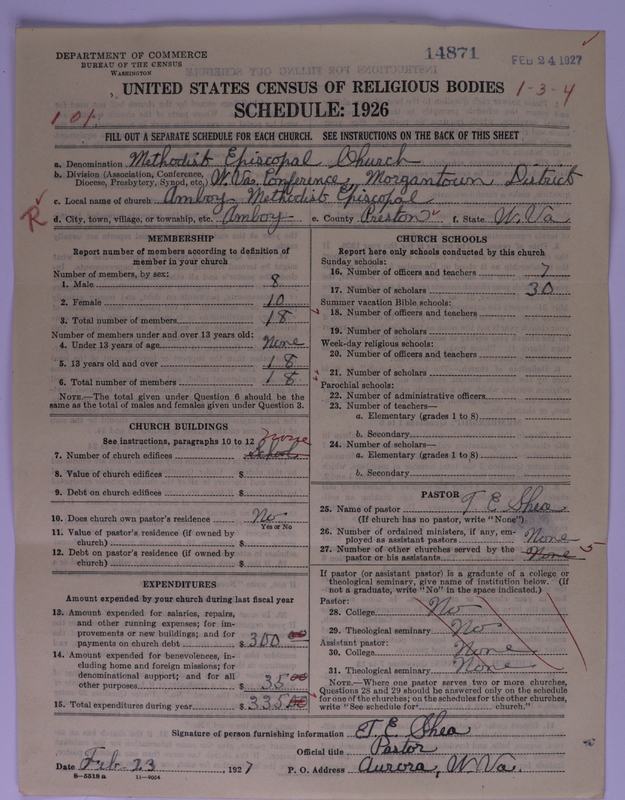 DEPARTMENT OF COMMERCE
BUREAU OF THE CENSUS
WASHINGTON
14871
FEB 24 1927
UNITED STATES CENSUS OF RELIGIOUS BODIES
1-3-4
SCHEDULE: 1926
101
FILL OUT A SEPARATE SCHEDULE FOR EACH CHURCH. SEE INSTRUCTIONS ON THE BACK OF THIS SHEET
a. Denomination Methodist Episcopal Church
b. Division (Association, Conference, Diocese, Presbytery, Synod, etc.) W. Va. Conference, Morgantown District
c. Local name of church Amboy Methodist Episcopal
R
d. City, town, village, or township, etc. Amboy e. County Preston f. State W. Va
MEMBERSHIP
Report number of members according to definition of
member in your church
Number of members, by sex:
1. Male 8
2. Female 10
3. Total number of members 18
Number of members under and over 13 years old:
4. Under 13 years of age None
5. 13 years old and over 18
6. Total number of members 18
NOTE.—The total given under Question 6 should be the
same as the total of males and females given under Question 3.
CHURCH BUILDINGS
See instructions, paragraphs 10 to 12
None
7. Number of church edifices School
8. Value of church edifices $
9. Debt on church edifices $
10. Does church own pastor's residence No
Yes or No
11. Value of pastor's residence (if owned by
church) $
12. Debt on pastor's residence (if owned by
church) $
EXPENDITURES
Amount expended by your church during last fiscal year
13. Amount expended for salaries, repairs,
and other running expenses; for im-
provements or new buildings; and for
payments on church debt $ 300 00
14. Amount expended for benevolences, in-
cluding home and foreign missions; for
denominational support; and for all
other purposes $ 35 00
15. Total expenditures during year $ 335 00
CHURCH SCHOOLS
Report here only schools conducted by this church
Sunday schools:
16. Number of officers and teachers 7
17. Number of scholars 30
Summer vacation Bible schools:
18. Number of officers and teachers
19. Number of scholars
Week-day religious schools:
20. Number of officers and teachers
21. Number of scholars
Parochial schools:
22. Number of administrative officers
23. Number of teachers—
a. Elementary (grades 1 to 8)
b. Secondary
24. Number of scholars—
a. Elementary (grades 1 to 8)
b. Secondary
PASTOR
25. Name of pastor T E Shea
(If church has no pastor, write "None")
26. Number of ordained ministers, if any, em-
ployed as assistant pastors None
27. Number of other churches served by the
pastor or his assistants None 5
If pastor (or assistant pastor) is a graduate of a college or
theological seminary, give name of institution below. (If
not a graduate, write "No" in the space indicated.)
Pastor:
28. College No
29. Theological seminary No
Assistant pastor:
30. College None
31. Theological seminary None
NOTE.—Where one pastor serves two or more churches,
Questions 28 and 29 should be answered only on the schedule
for one of the churches; on the schedules for the other churches,
write "See schedule for church."
Signature of person furnishing information T. E. Shea
Official title Pastor
Date Feb 23, 1927 P. O. Address Aurora, W. Va.
8-5518 a 11-9054